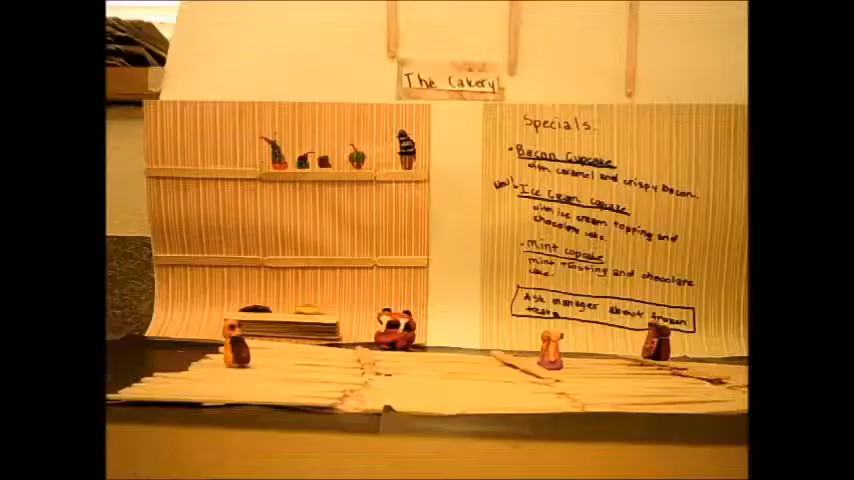 The Cakery!
Specials.
• Bacon Cupcake
with caramel and crispy bacon.
Ice Cream cupcake
with ice cream topping and
chocolate cake.
• Mint cupcake
mint frosting and chocolate
cake.
Ask manager about frozen
treats